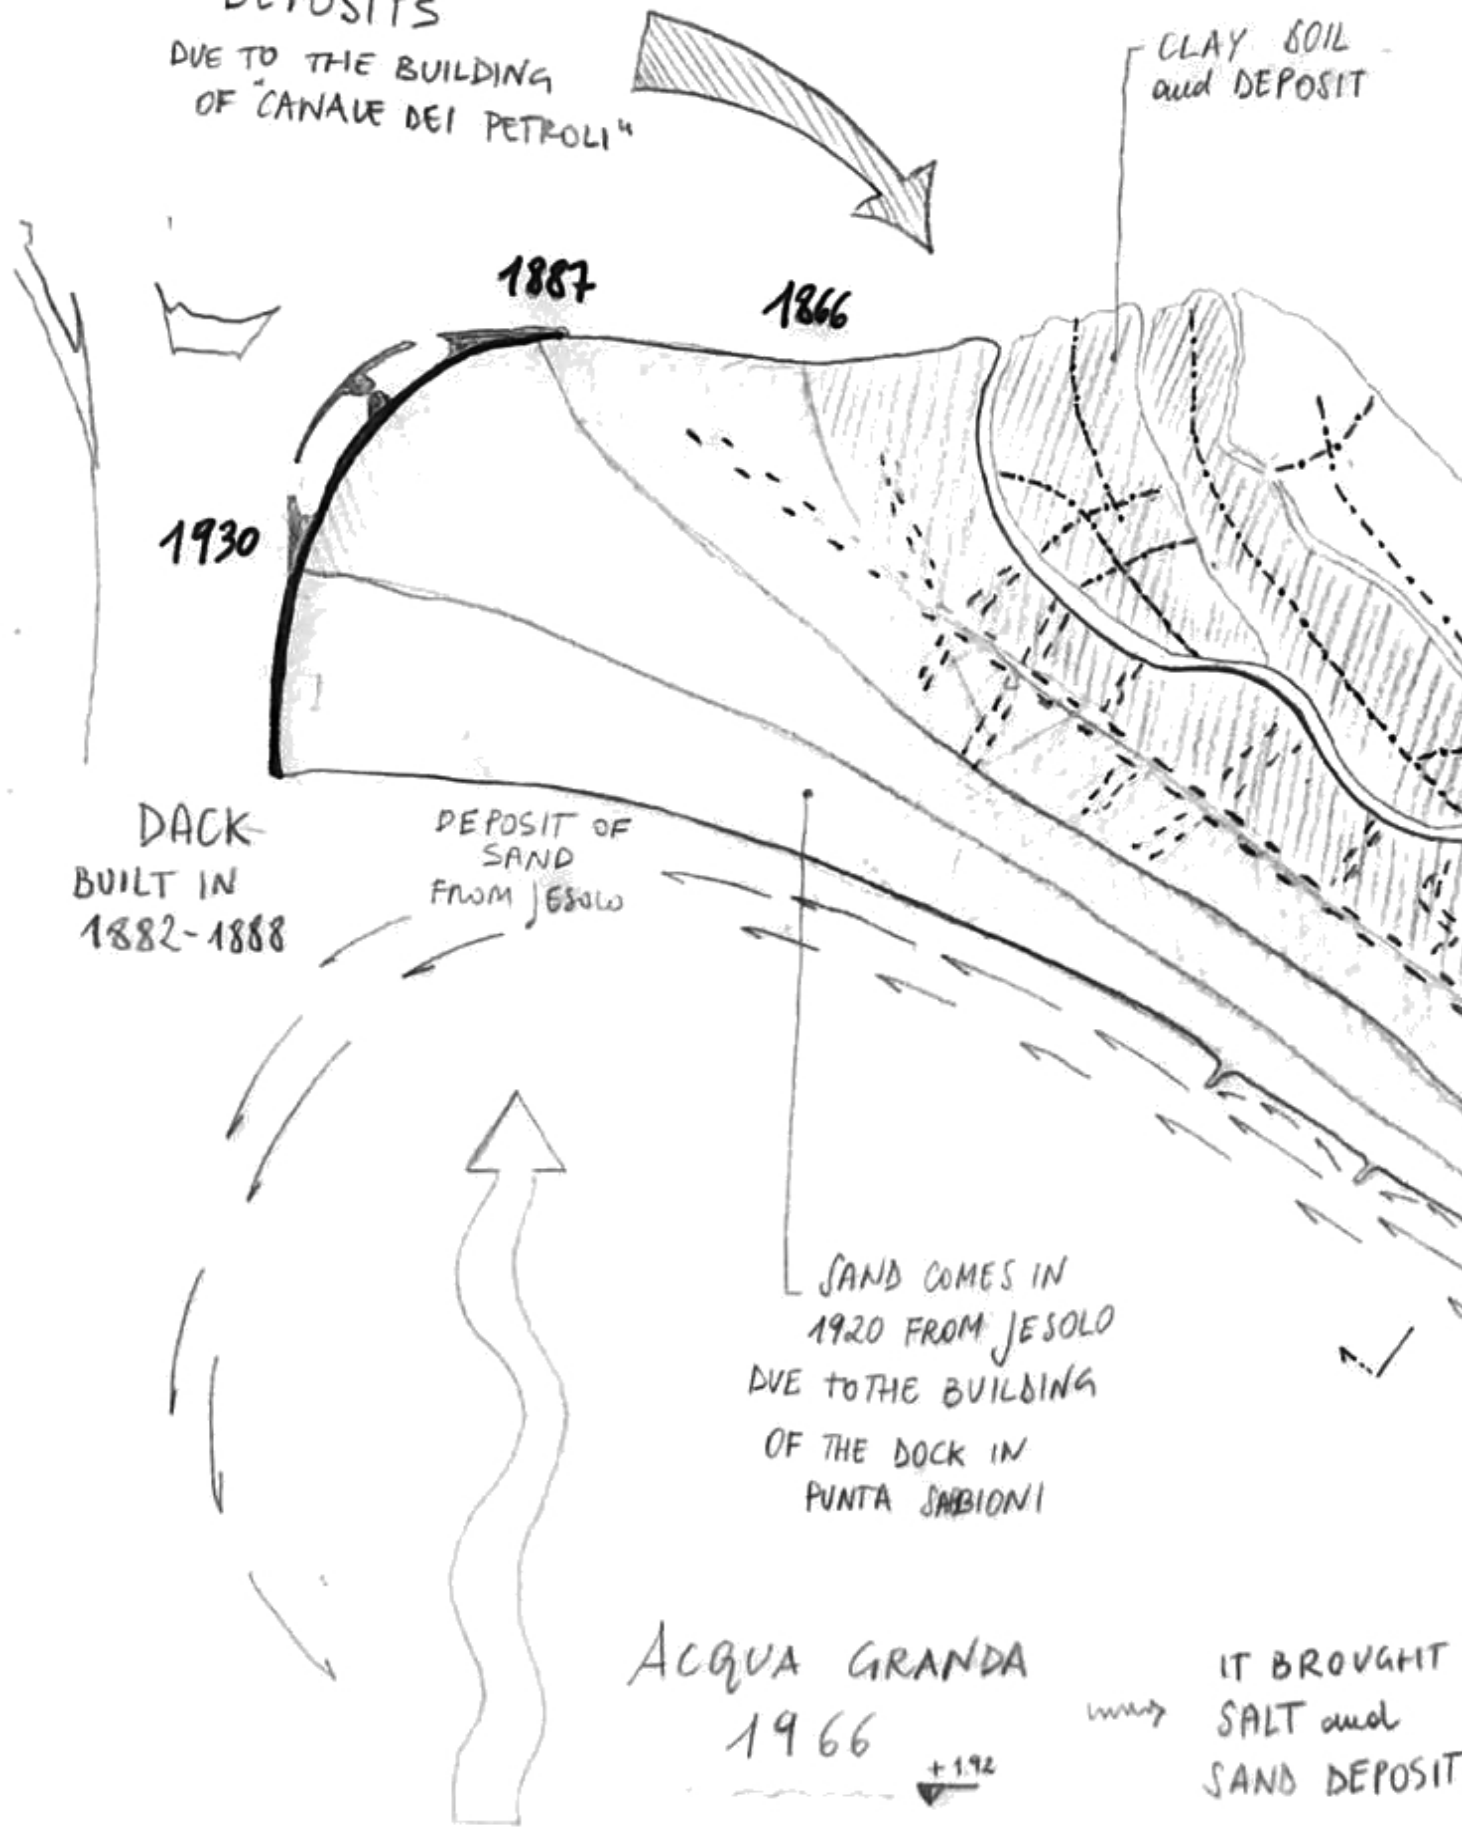 DEPOSITS
DUE TO THE BUILDING
OF "CANALE DEI PETROLI"
CLAY SOIL
and DEPOSIT
1887
1866
1930
DACK
BUILT IN
1882-1888
DEPOSIT OF
SAND
FROM JESOLO
SAND COMES IN
1920 FROM JESOLO
DUE TO THE BUILDING
OF THE DOCK IN
PUNTA SABBIONI
ACQUA GRANDA
1966
+1.92
IT BROUGHT
SALT and
SAND DEPOSIT